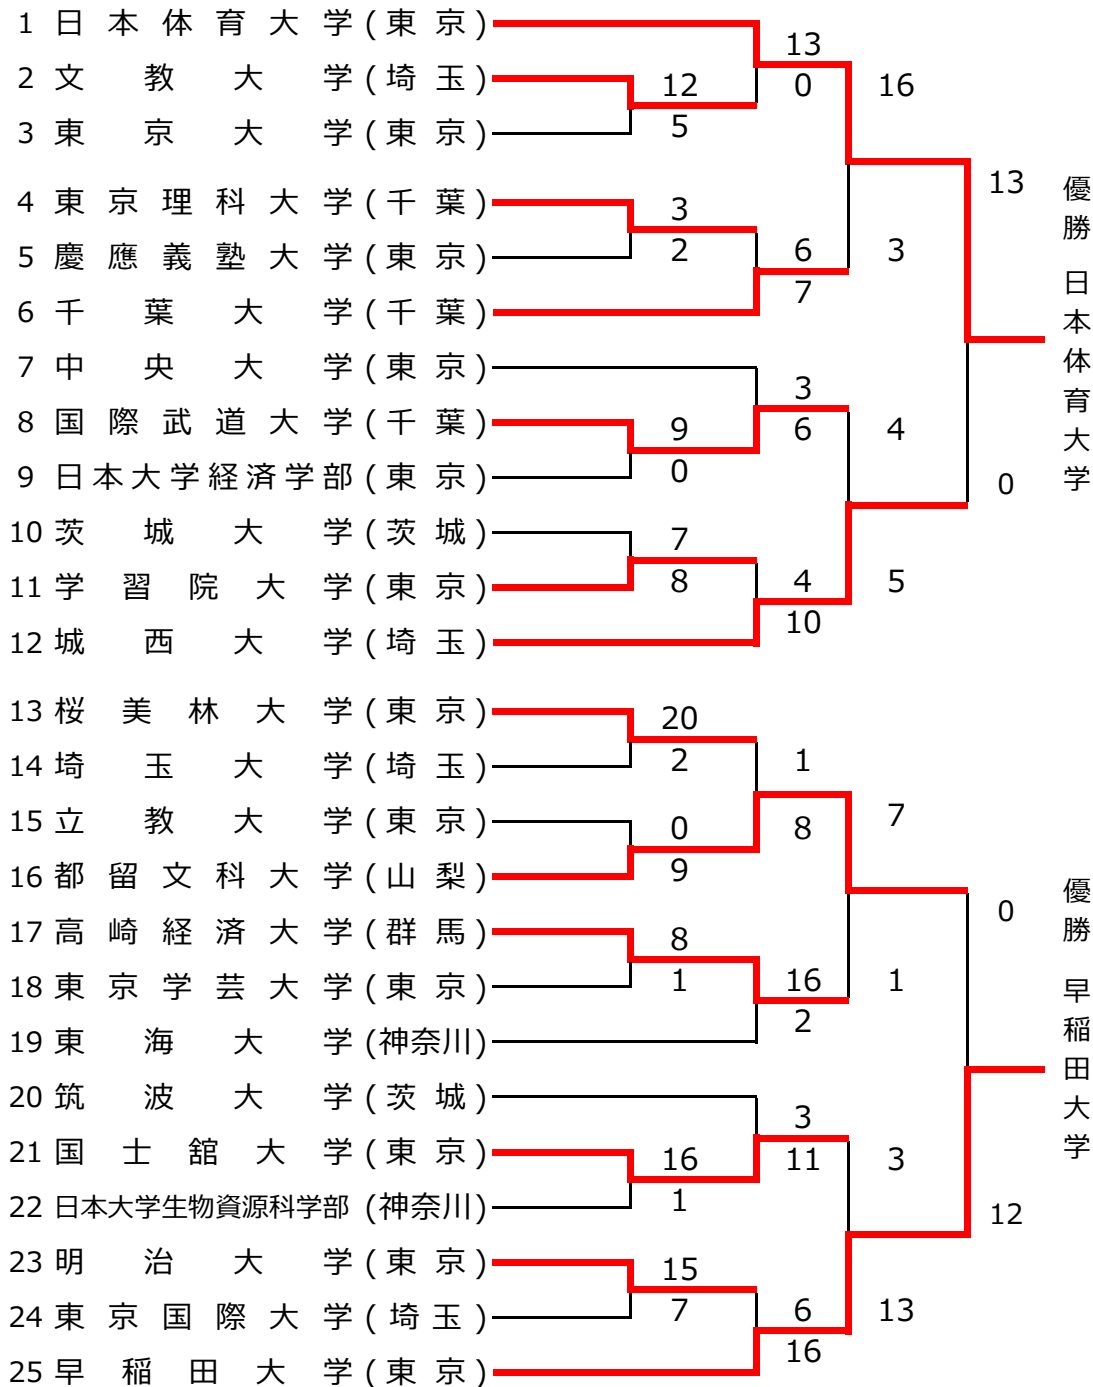 1 日本体育大学(東京)
2 文教大学(埼玉)
3 東京大学(東京)
4 東京理科大学(千葉)
5 慶應義塾大学(東京)
6 千葉大学(千葉)
7 中央大学(東京)
8 国際武道大学(千葉)
9 日本大学経済学部(東京)
10 茨城大学(茨城)
11 学習院大学(東京)
12 城西大学(埼玉)
13 桜美林大学(東京)
14 埼玉大学(埼玉)
15 立教大学(東京)
16 都留文科大学(山梨)
17 高崎経済大学(群馬)
18 東京学芸大学(東京)
19 東海大学(神奈川)
20 筑波大学(茨城)
21 国士舘大学(東京)
22 日本大学生物資源科学部(神奈川)
23 明治大学(東京)
24 東京国際大学(埼玉)
25 早稲田大学(東京)
12
5
3
2
9
0
7
8
20
2
0
9
8
1
16
1
15
7
13
0
6
7
3
6
4
10
1
8
16
2
3
11
6
16
16
3
4
5
7
1
3
13
13
0
0
12
優勝 日本体育大学
優勝 早稲田大学